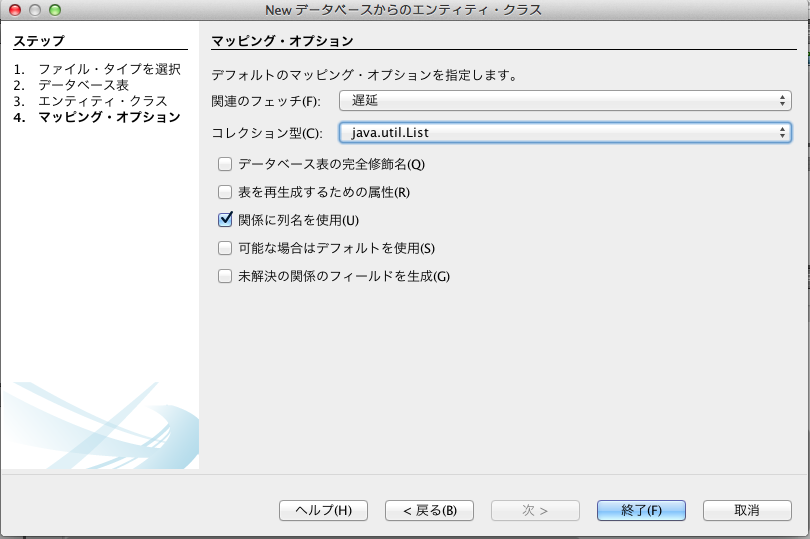 New データベースからのエンティティ・クラス
ステップ
1. ファイル・タイプを選択
2. データベース表
3. エンティティ・クラス
4. マッピング・オプション
マッピング・オプション
デフォルトのマッピング・オプションを指定します。
関連のフェッチ(F): 遅延
コレクション型(C): java.util.List
データベース表の完全修飾名(Q)
表を再生成するための属性(R)
関係に列名を使用(U)
可能な場合はデフォルトを使用(S)
未解決の関係のフィールドを生成(G)
ヘルプ(H) < 戻る(B) 次 > 終了(F) 取消